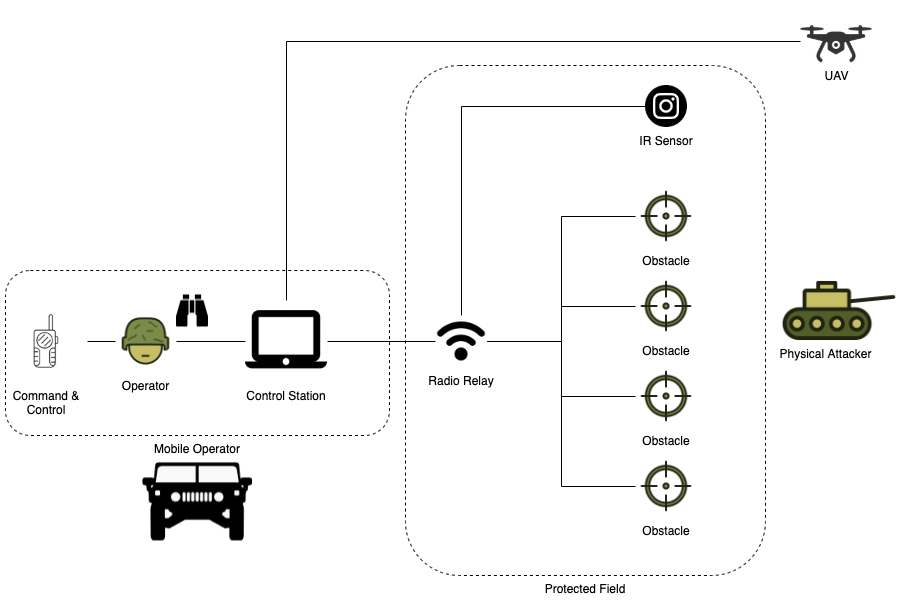 UAV
IR Sensor
Obstacle
Obstacle
Physical Attacker
Radio Relay
Operator
Command &
Control
Control Station
Obstacle
Mobile Operator
Obstacle
Protected Field